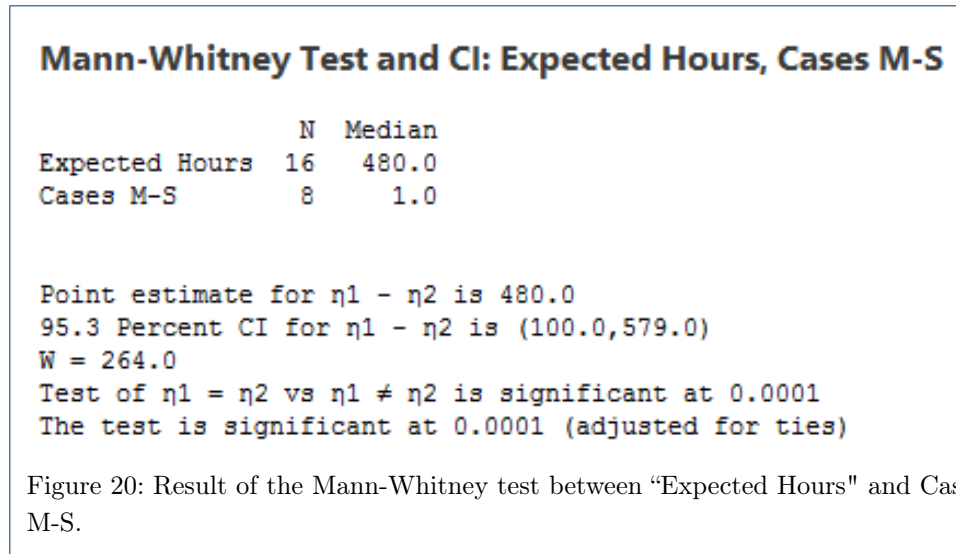 Mann-Whitney Test and CI: Expected Hours, Cases M-S
N Median
Expected Hours 16 480.0
Cases M-S 8 1.0
Point estimate for η1 - η2 is 480.0
95.3 Percent CI for η1 - η2 is (100.0,579.0)
W = 264.0
Test of η1 = η2 vs η1 ≠ η2 is significant at 0.0001
The test is significant at 0.0001 (adjusted for ties)
Figure 20: Result of the Mann-Whitney test between “Expected Hours" and Cas
M-S.